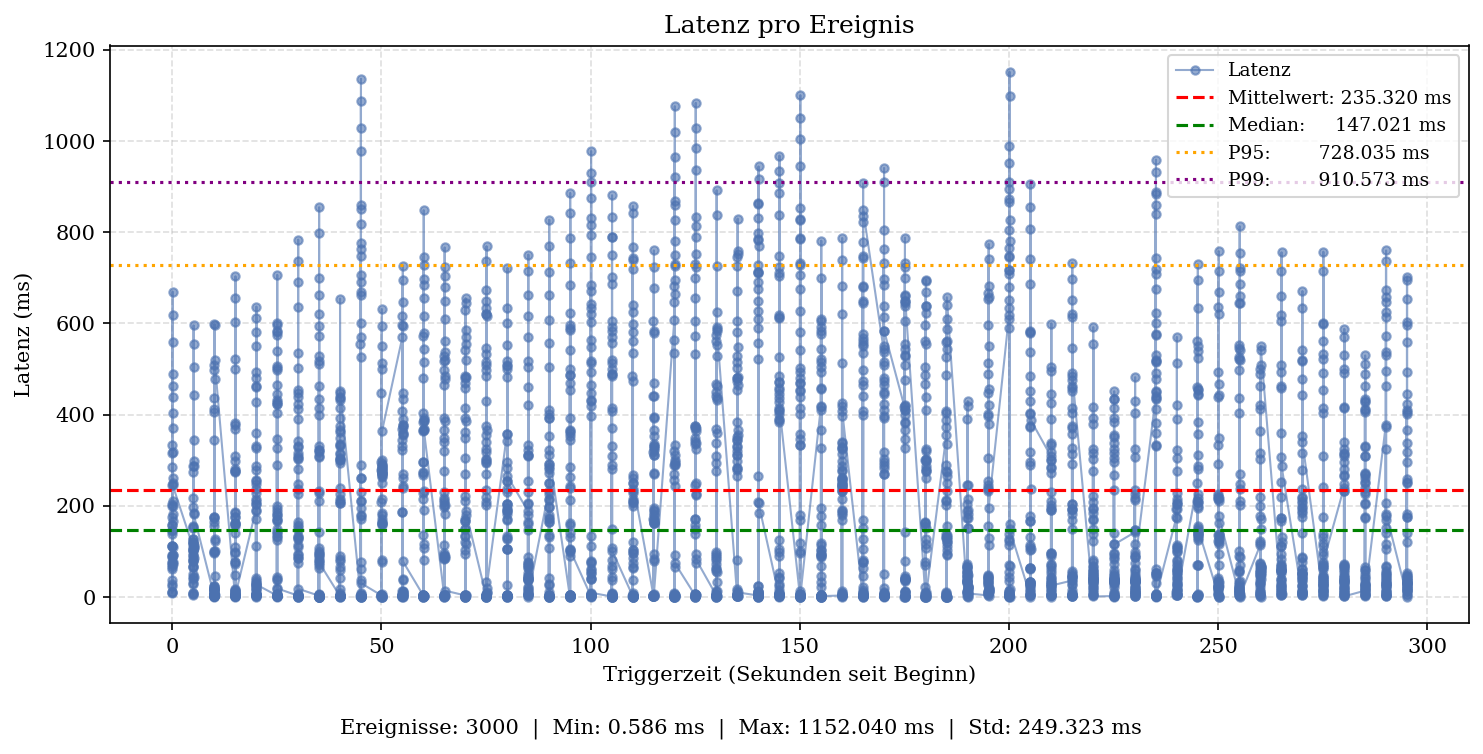 Latenz pro Ereignis
Latenz (ms)
1200
1000
800
600
400
200
0
Latenz
Mittelwert: 235.320 ms
Median: 147.021 ms
P95: 728.035 ms
P99: 910.573 ms
0 50 100 150 200 250 300
Triggerzeit (Sekunden seit Beginn)
Ereignisse: 3000 | Min: 0.586 ms | Max: 1152.040 ms | Std: 249.323 ms